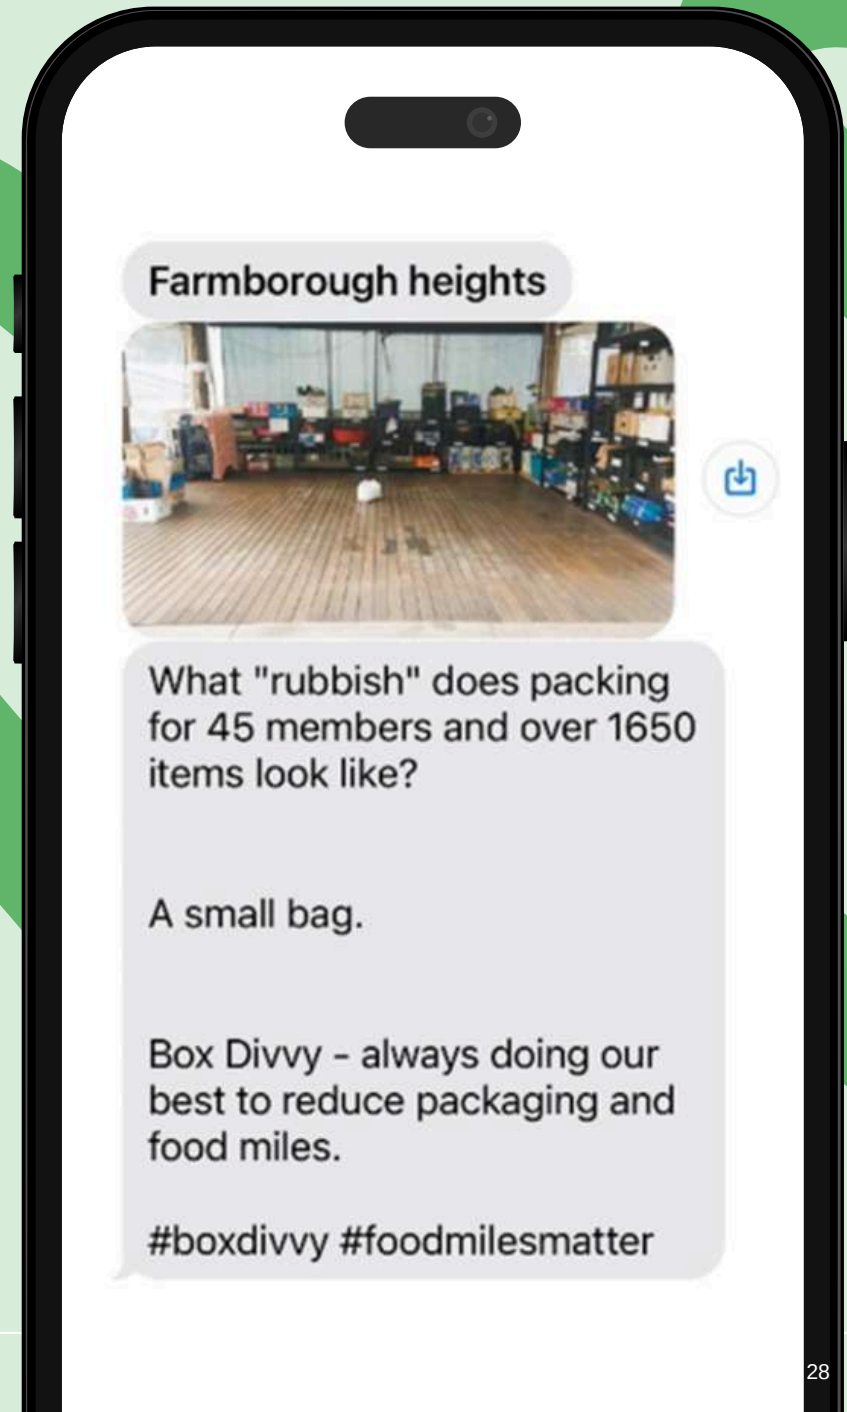 Farmborough heights
What "rubbish" does packing
for 45 members and over 1650
items look like?
A small bag.
Box Divvy - always doing our
best to reduce packaging and
food miles.
#boxdivvy #foodmilesmatter
28